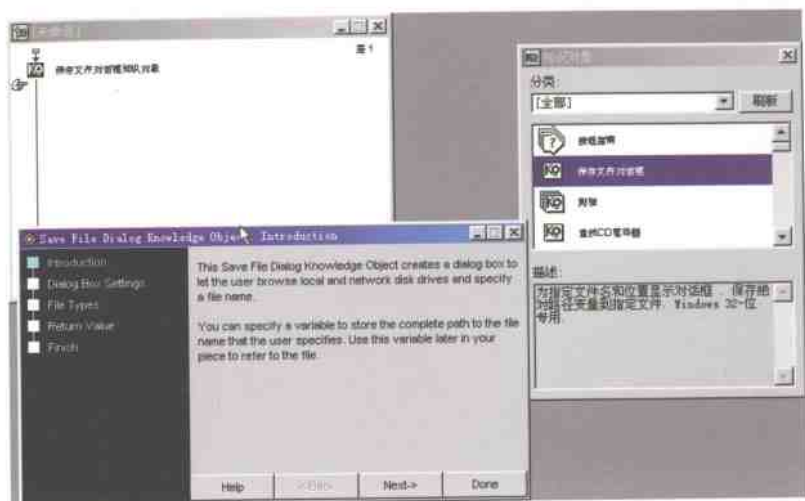 [未命名]
层 1
保存文件对话框知识对象
知识对象
分类:
[全部]
刷新
保存文件对话框
描述:
为指定文件名和位置显示对话框．保存绝
对路径变量到指定文件．Windows 32-位
专用.
Save File Dialog Knowledge Object: Introduction
Introduction
Dialog Box Settings
File Types
Return Value
Finish
This Save File Dialog Knowledge Object creates a dialog box to
let the user browse local and network disk drives and specify
a file name.
You can specify a variable to store the complete path to the file
name that the user specifies. Use this variable later in your
piece to refer to the file.
Help
Next->
Done